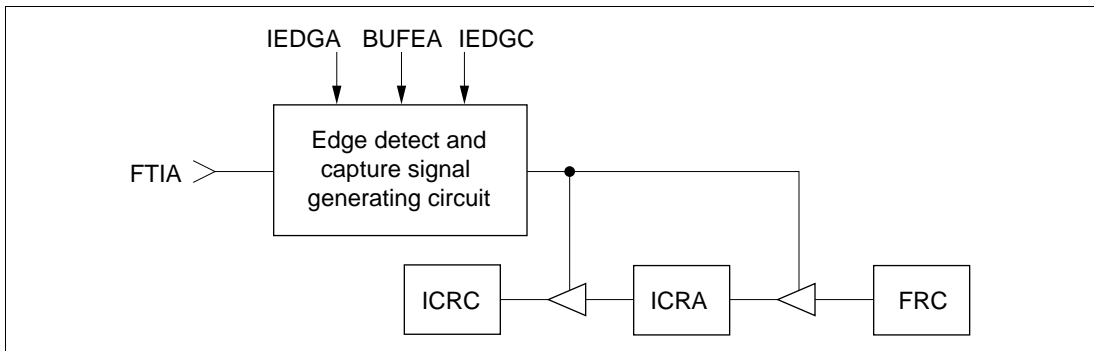 IEDGA BUFEA IEDGC
FTIA
Edge detect and
capture signal
generating circuit
ICRC ICRA FRC